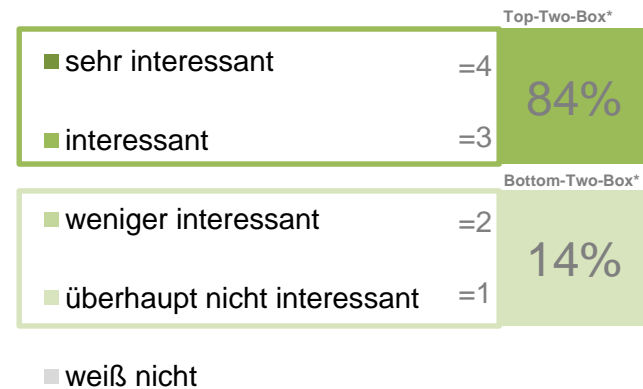 Top-Two-Box*
sehr interessant =4
84%
interessant =3
Bottom-Two-Box*
weniger interessant =2
14%
überhaupt nicht interessant =1
weiß nicht